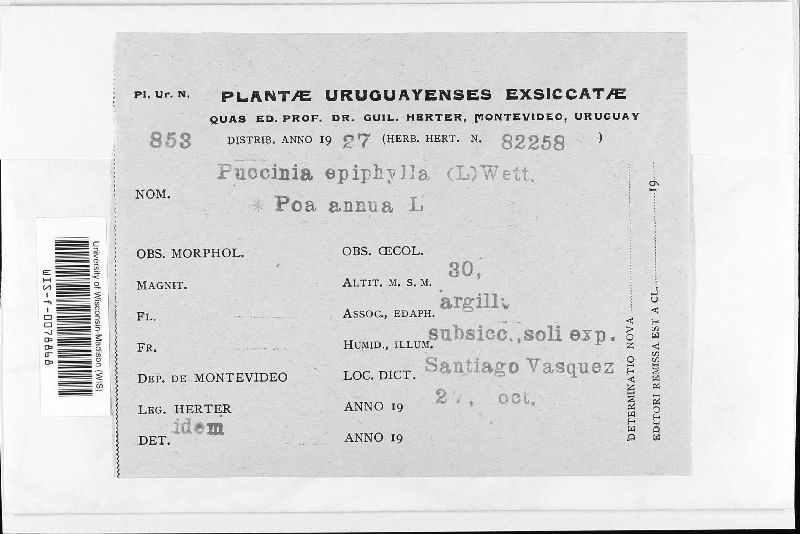 Pl. Ur. N. PLANTÆ URUGUAYENSES EXSICCATÆ
QUAS ED. PROF. DR. GUIL. HERTER, MONTEVIDEO, URUGUAY
853 DISTRIB. ANNO 19 27 (HERB. HERT. N. 82258 )
Puccinia epiphylla (L)Wett.
NOM.
* Poa annua L
OBS. MORPHOL. OBS. ŒCOL.
MAGNIT. ALTIT. M. S. M. 30,
FL. ASSOC., EDAPH. argill.
FR. HUMID., ILLUM. subsicc.,soli exp.
DEP. DE MONTEVIDEO LOC. DICT. Santiago Vasquez
LEG. HERTER ANNO 19 oct.
DET. idem ANNO 19
DETERMINATIO NOVA
EDITORI REMISSA EST A CL. 19
University of Wisconsin-Madison (WIS)
WIS-f-0078898